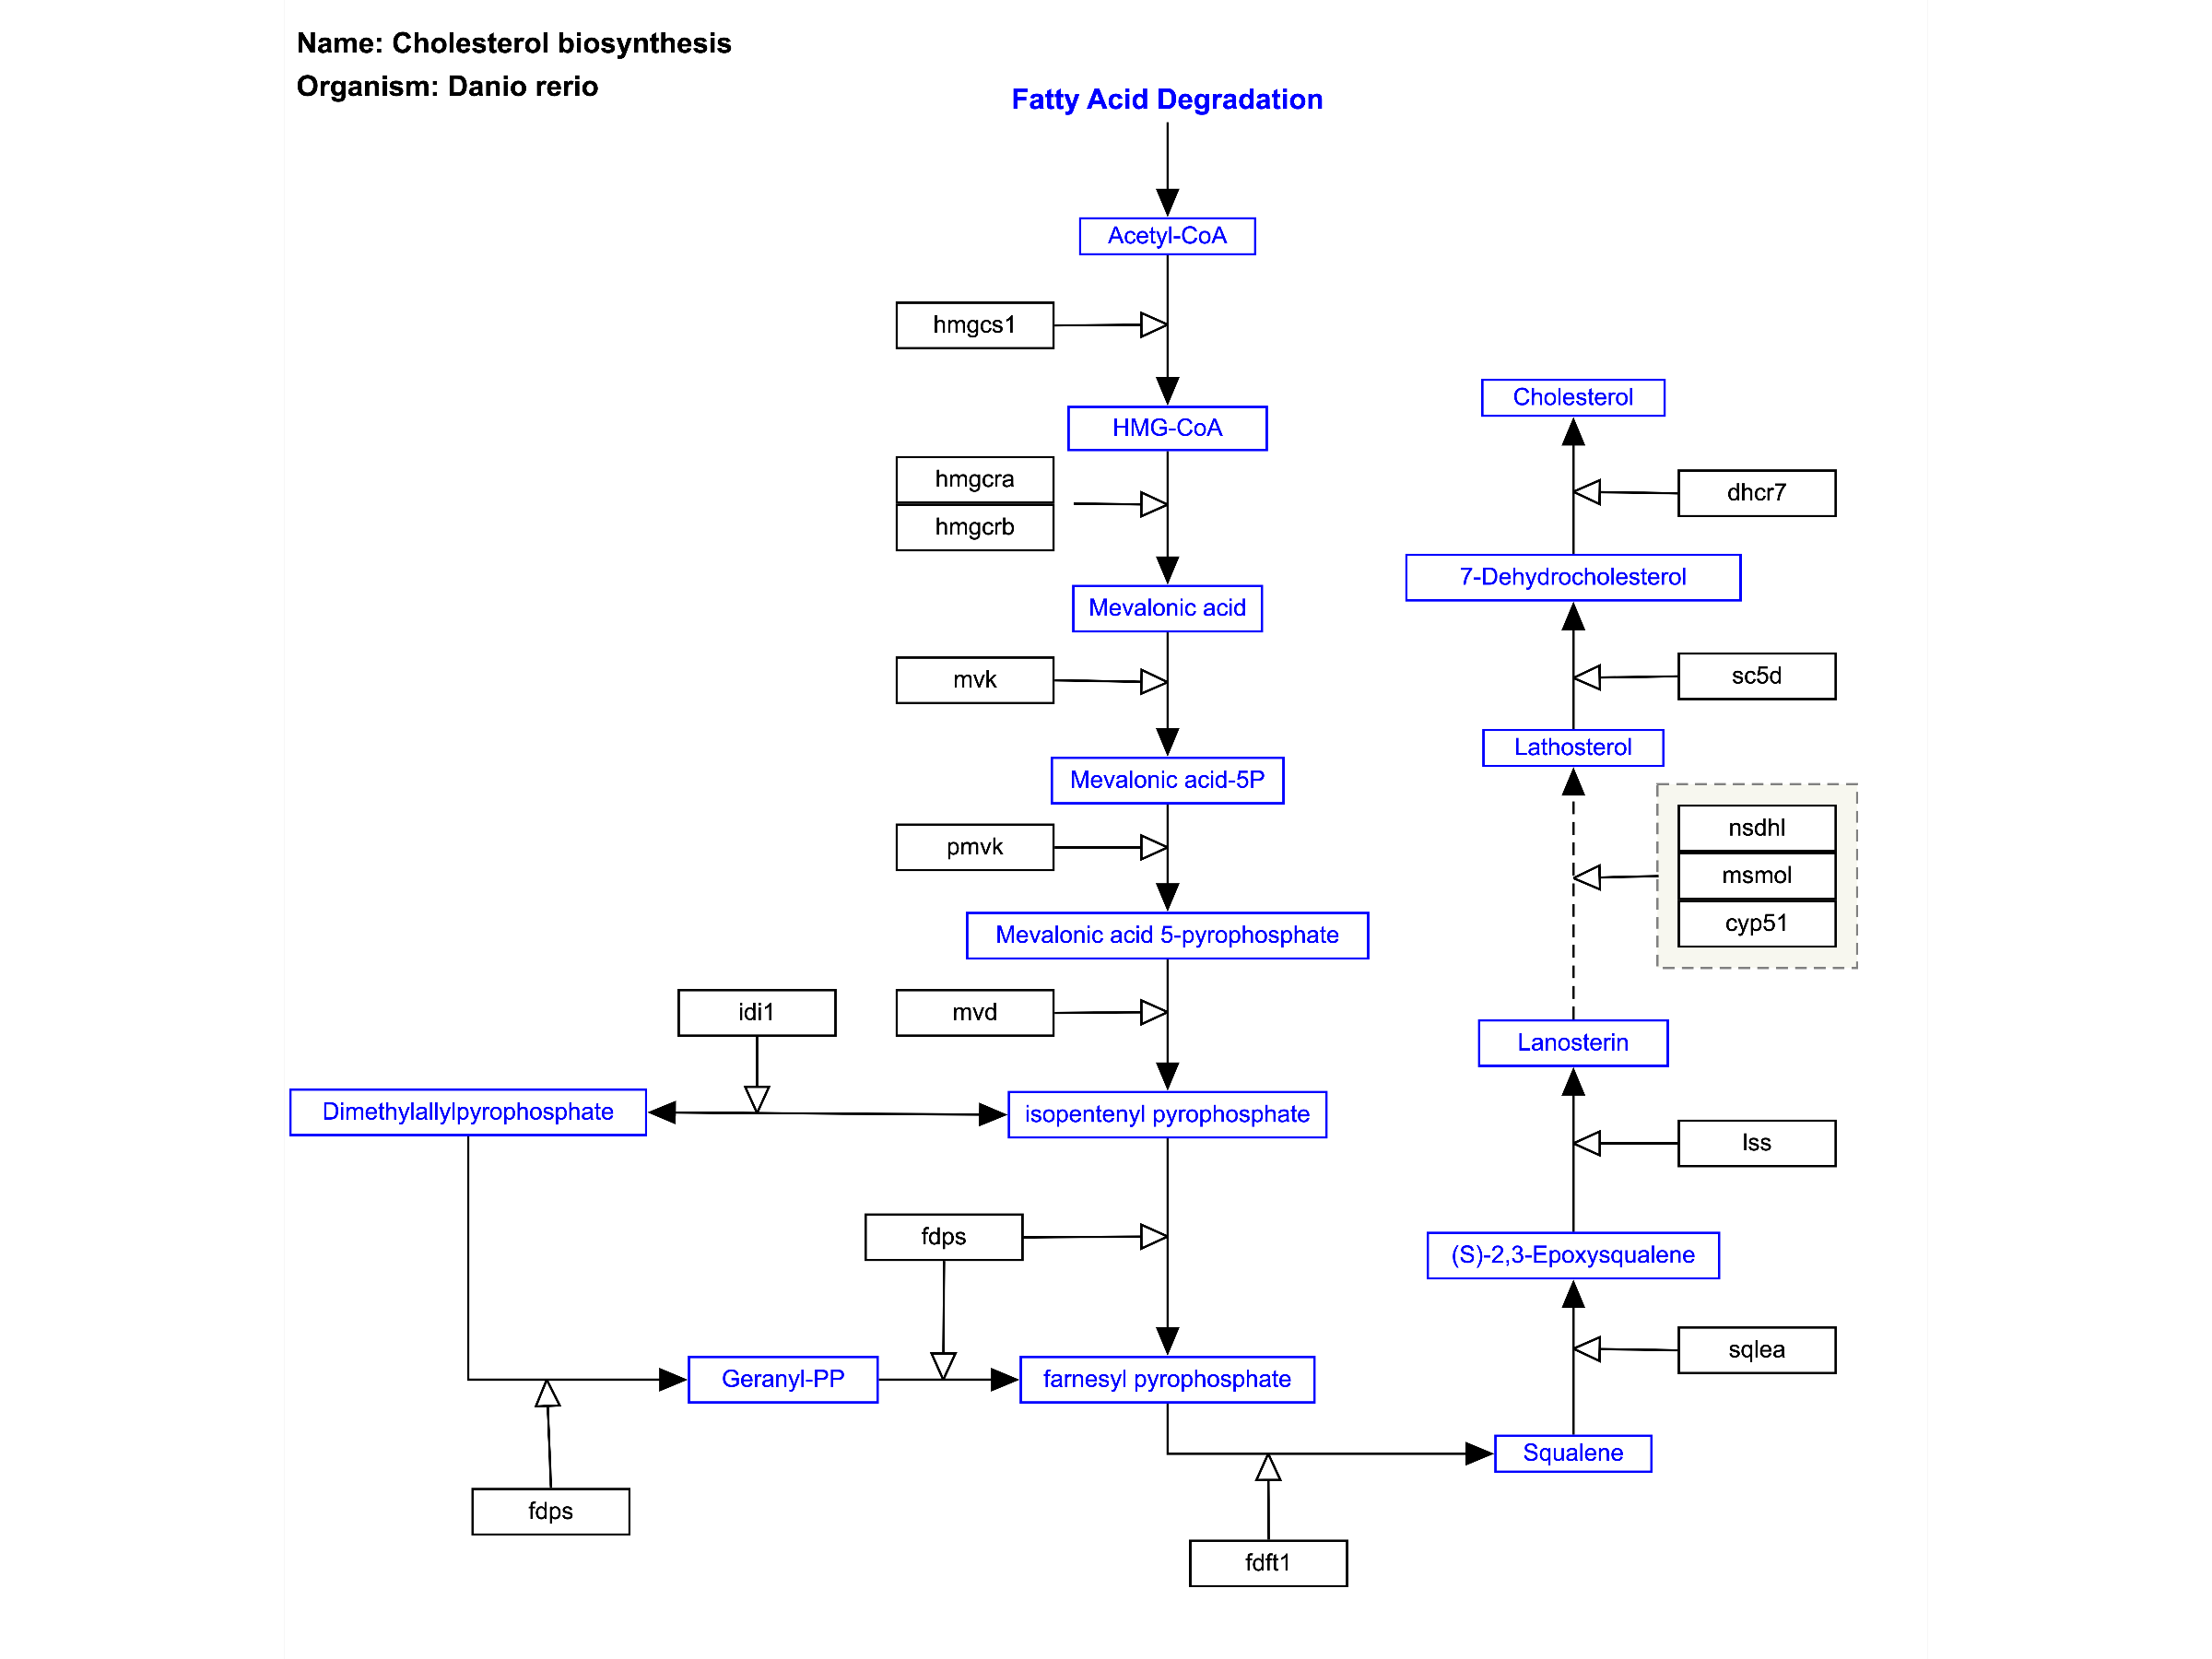 Name: Cholesterol biosynthesis
Organism: Danio rerio
Fatty Acid Degradation
Acetyl-CoA
hmgcs1
HMG-CoA
hmgcra
hmgcrb
Mevalonic acid
mvk
Mevalonic acid-5P
pmvk
Mevalonic acid 5-pyrophosphate
idi1
mvd
Dimethylallylpyrophosphate
isopentenyl pyrophosphate
fdps
Geranyl-PP
farnesyl pyrophosphate
fdps
fdft1
Cholesterol
dhcr7
7-Dehydrocholesterol
sc5d
Lathosterol
nsdhl
msmol
cyp51
Lanosterin
lss
(S)-2,3-Epoxysqualene
sqlea
Squalene